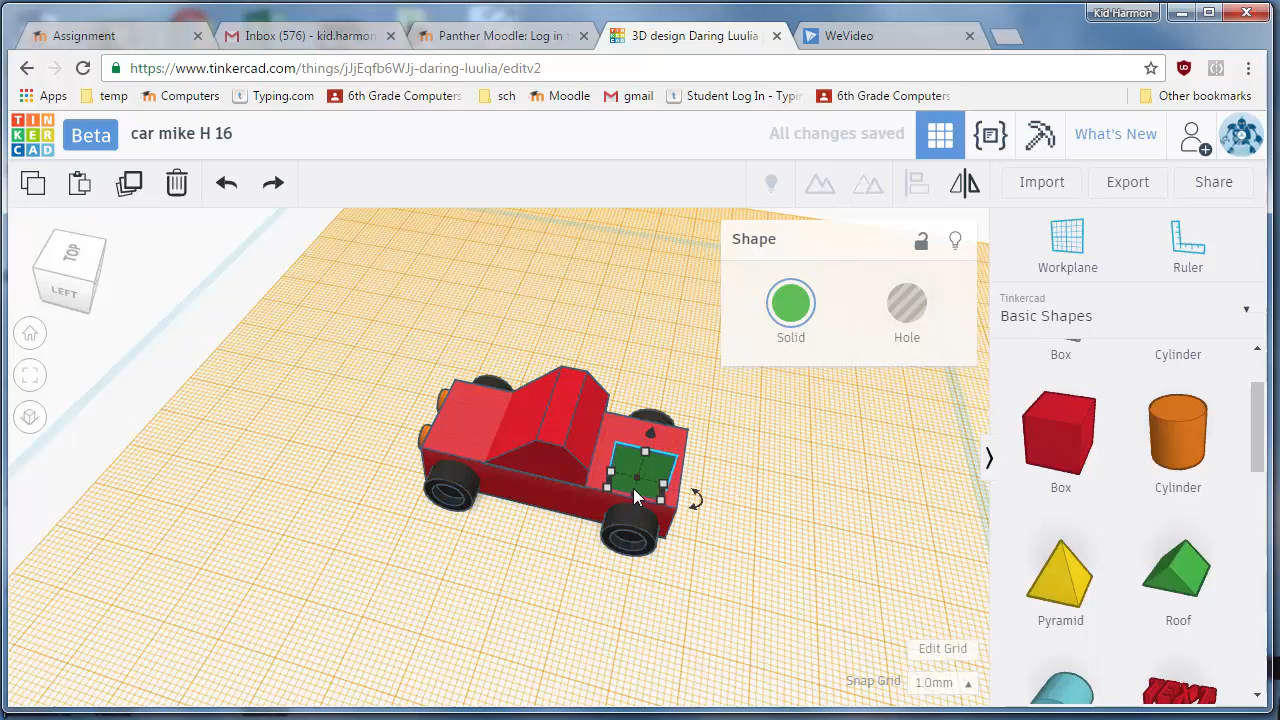 Kid Harmon
Assignment
Inbox (576) - kid.harmon
Panther Moodle: Log in t
3D design Daring Luulia
WeVideo
https://www.tinkercad.com/things/jJjEqfb6WJj-daring-luulia/editv2
Apps
temp
Computers
Typing.com
6th Grade Computers
sch
Moodle
gmail
Student Log In - Typin
6th Grade Computers
Other bookmarks
TIN
KER
CAD
Beta
car mike H 16
All changes saved
What's New
Import
Export
Share
TOP
LEFT
Shape
Solid
Hole
Workplane
Ruler
Tinkercad
Basic Shapes
Box
Cylinder
Box
Cylinder
Pyramid
Roof
Edit Grid
Snap Grid
1.0mm